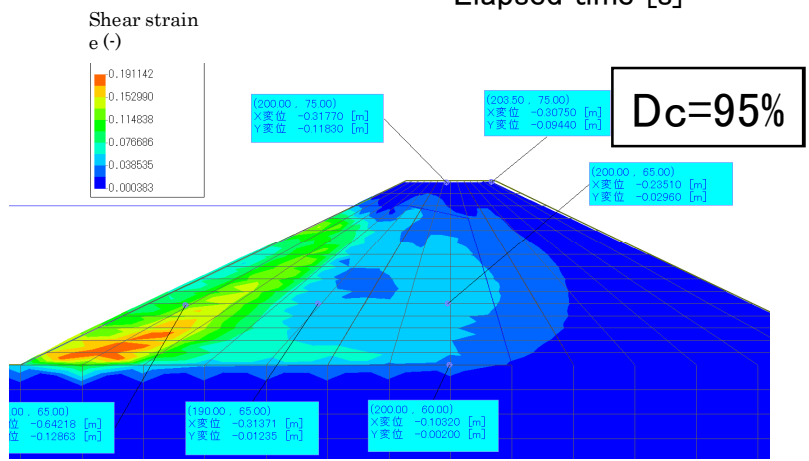 Elapsed time [s]
Shear strain
e (-)
0.191142
0.152990
0.114838
0.076686
0.038535
0.000383
(200.00 , 75.00)
X変位 -0.31770 [m]
Y変位 -0.11830 [m]
(203.50 , 75.00)
X変位 -0.30750 [m]
Y変位 -0.09440 [m]
Dc=95%
(200.00 , 65.00)
X変位 -0.23510 [m]
Y変位 -0.02960 [m]
.00 , 65.00)
位 -0.64218 [m]
位 -0.12863 [m]
(190.00 , 65.00)
X変位 -0.31371 [m]
Y変位 -0.01235 [m]
(200.00 , 60.00)
X変位 -0.10320 [m]
Y変位 -0.00200 [m]